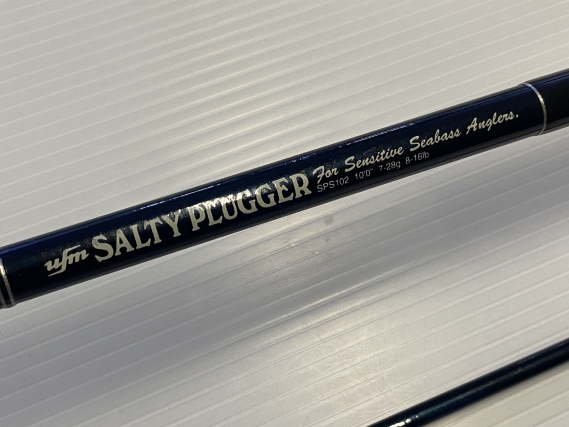 ufm SALTY PLUGGER For Sensitive Seabass Anglers.
SPS102 10'0" 7-28g 8-16lb